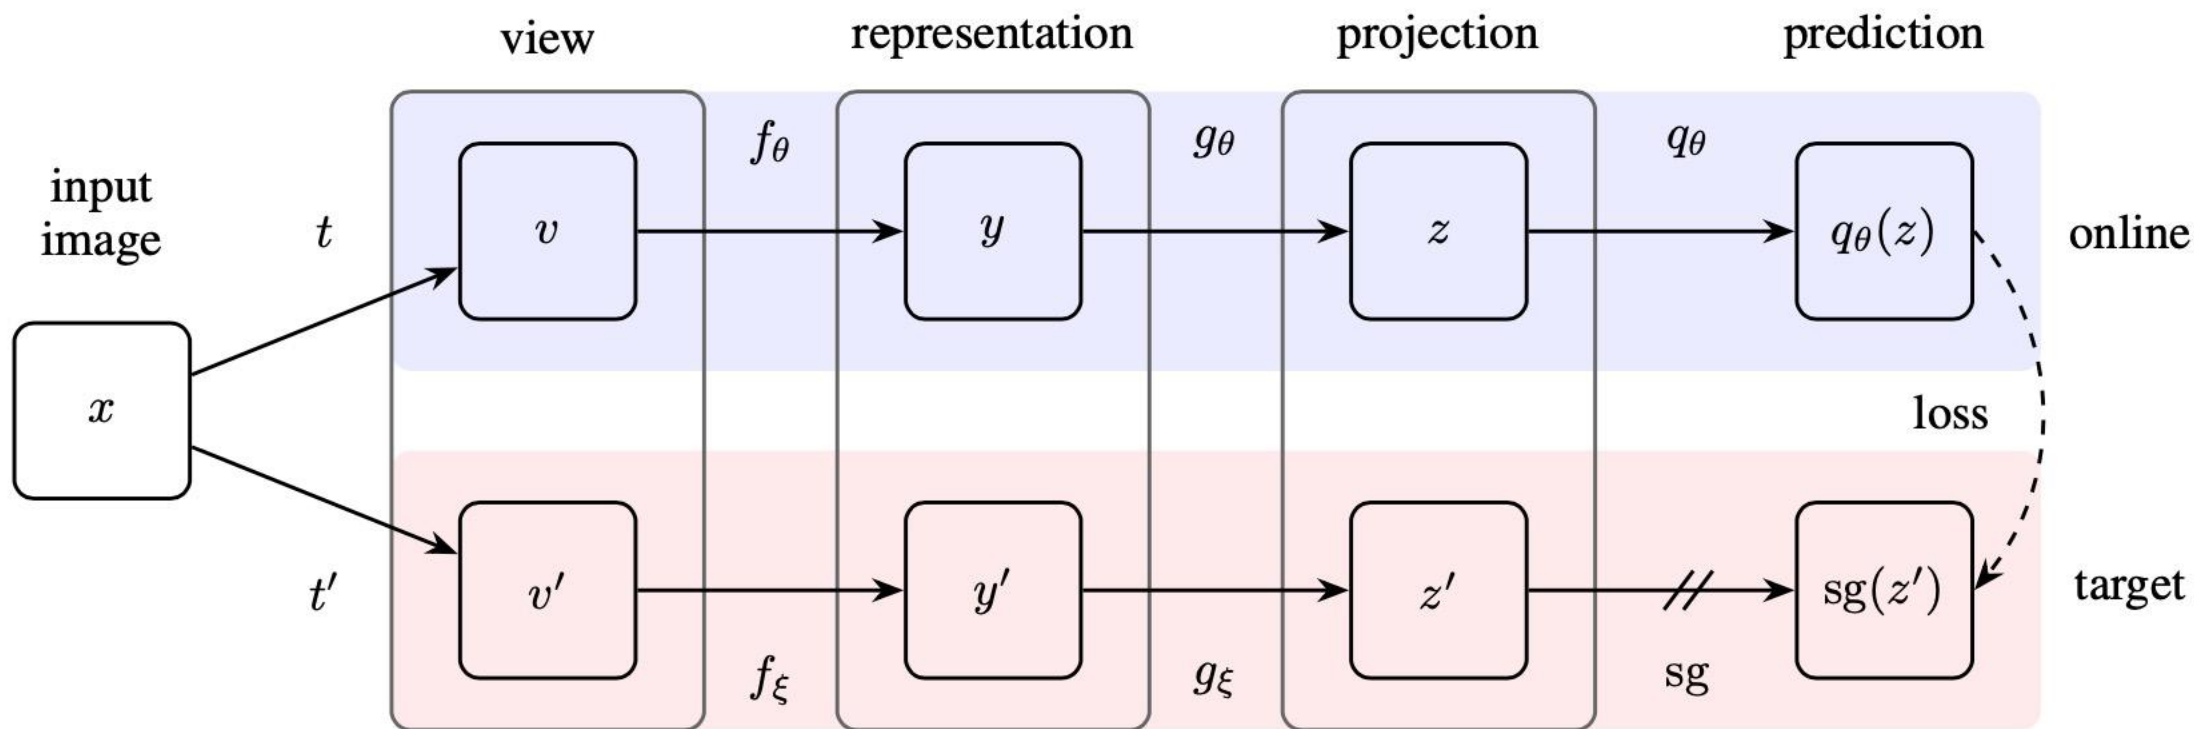 view
representation
projection
prediction
input
image
t
f_θ
g_θ
q_θ
v
y
z
q_θ(z)
online
x
loss
t′
v′
y′
z′
sg(z′)
target
f_ξ
g_ξ
sg